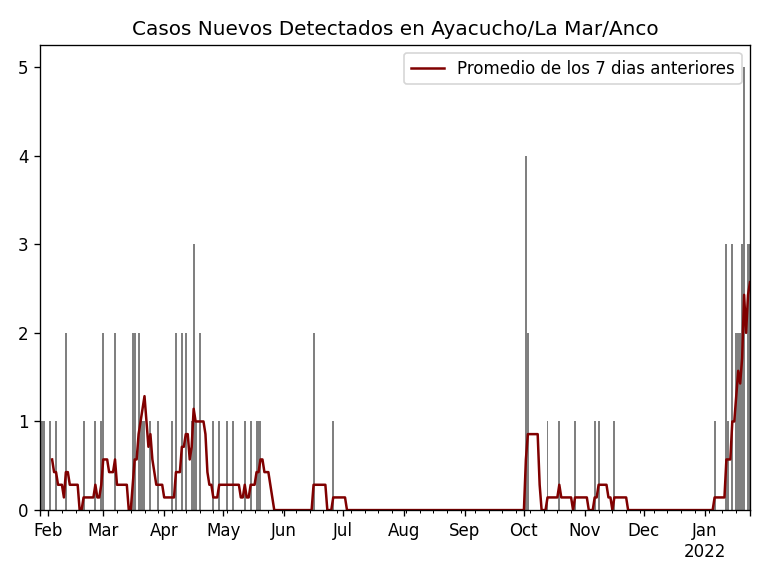 Casos Nuevos Detectados en Ayacucho/La Mar/Anco
Promedio de los 7 dias anteriores
5
4
3
2
1
0
Feb Mar Apr May Jun Jul Aug Sep Oct Nov Dec Jan
2022